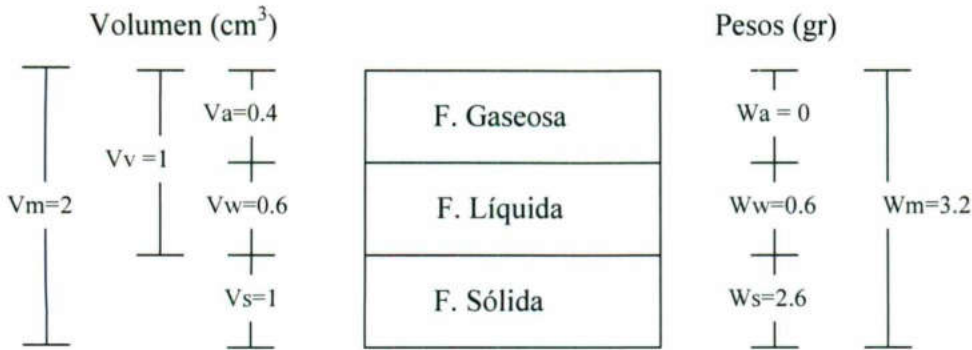 Volumen (cm³) Pesos (gr)
Va=0.4 F. Gaseosa Wa = 0
Vv =1
Vm=2 Vw=0.6 F. Líquida Ww=0.6 Wm=3.2
Vs=1 F. Sólida Ws=2.6